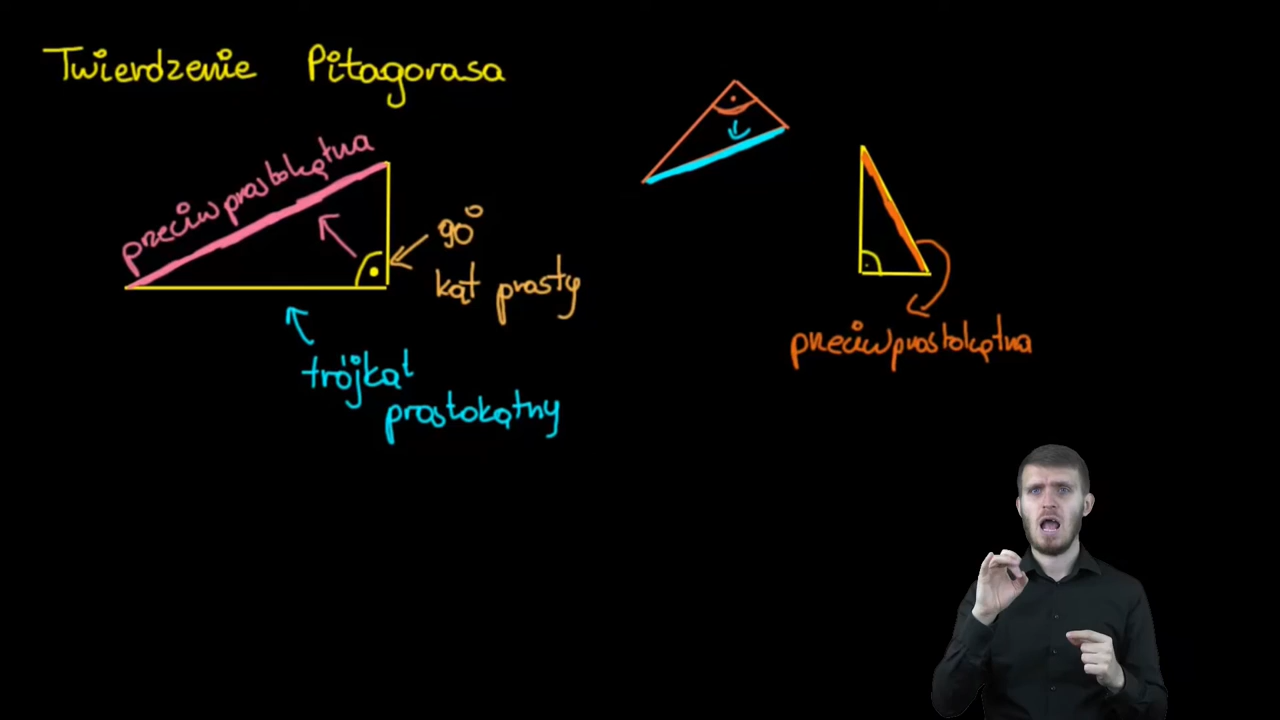 Twierdzenie Pitagorasa
przeciwprostokątna
90°
kąt prosty
trójkąt
prostokątny
przeciwprostokątna